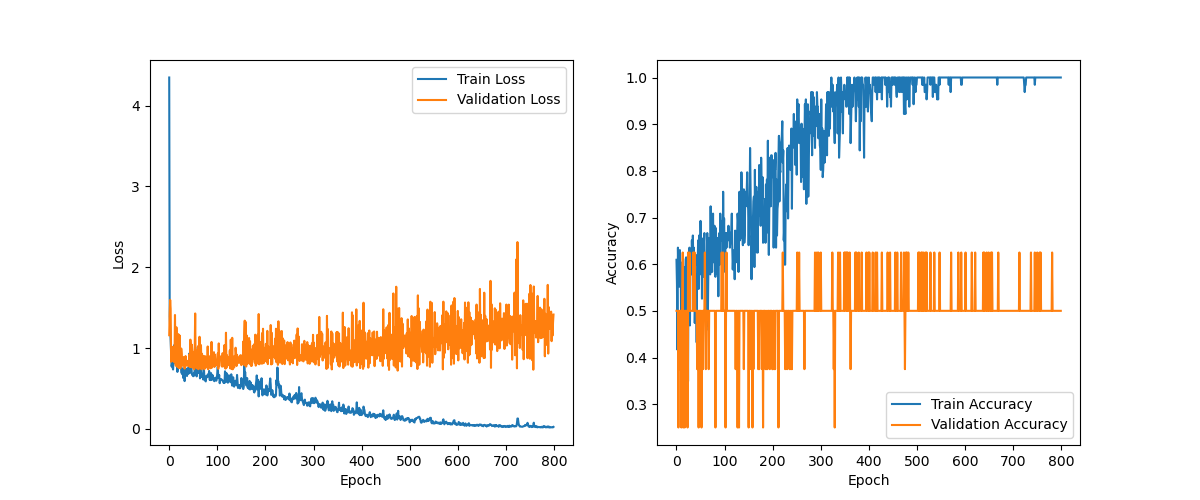 Train Loss
Validation Loss
4
3
2
1
0
Loss
0 100 200 300 400 500 600 700 800
Epoch
1.0
0.9
0.8
0.7
0.6
0.5
0.4
0.3
Accuracy
Train Accuracy
Validation Accuracy
0 100 200 300 400 500 600 700 800
Epoch